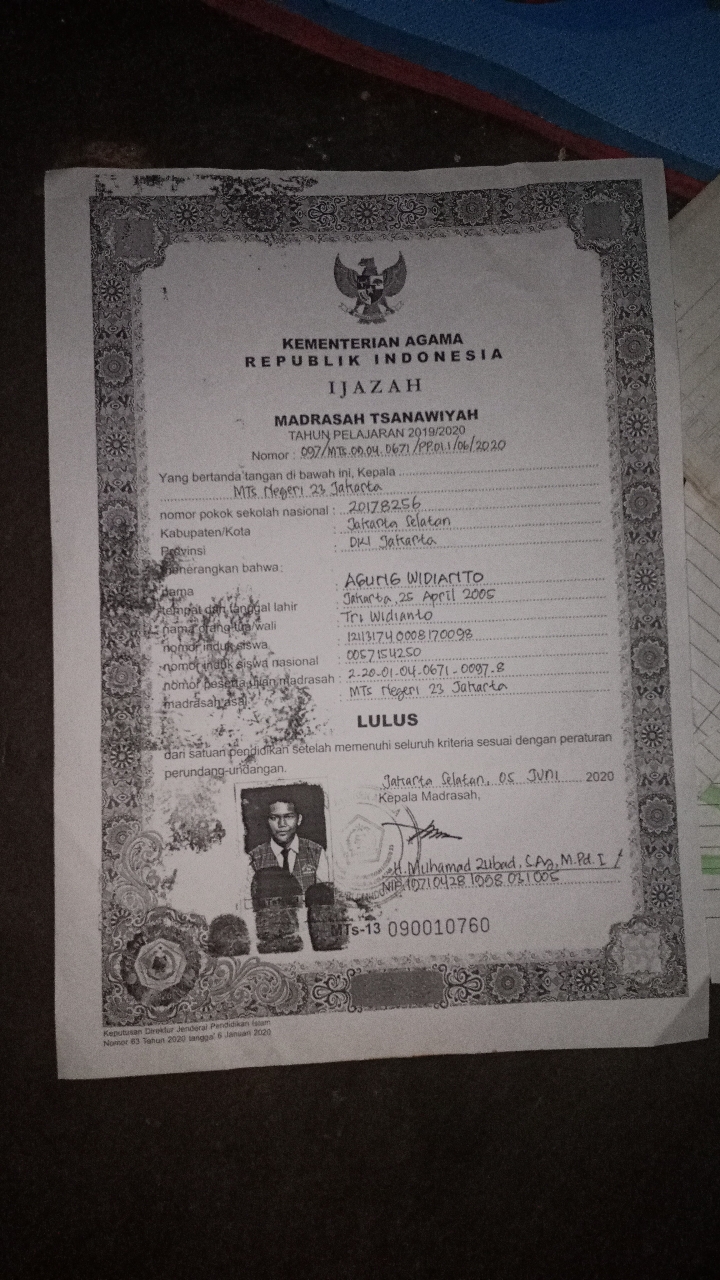 KEMENTERIAN AGAMA
REPUBLIK INDONESIA
IJAZAH
MADRASAH TSANAWIYAH
TAHUN PELAJARAN 2019/2020
Nomor : 097/MTs.09.04.0671/PP.01.1/06/2020
Yang bertanda tangan di bawah ini, Kepala
MTs Negeri 23 Jakarta
nomor pokok sekolah nasional : 20178256
Kabupaten/Kota : Jakarta Selatan
Provinsi : DKI Jakarta
menerangkan bahwa:
nama : AGUNG WIDIANTO
tempat dan tanggal lahir : Jakarta, 25 April 2005
nama orang tua/wali : Tri Widianto
nomor induk siswa : 121131740008170098
nomor induk siswa nasional : 0057154250
nomor peserta ujian madrasah : 2-20-01-04-0671-0097-8
madrasah asal : MTs Negeri 23 Jakarta
LULUS
dari satuan pendidikan setelah memenuhi seluruh kriteria sesuai dengan peraturan
perundang-undangan.
Jakarta Selatan, 05 JUNI 2020
Kepala Madrasah,
H. Muhamad Zubad, S.Ag, M.Pd.I
NIP. 19710428 1998 031005
MTs-13 090010760
Keputusan Direktur Jenderal Pendidikan Islam
Nomor 63 Tahun 2020 tanggal 6 Januari 2020